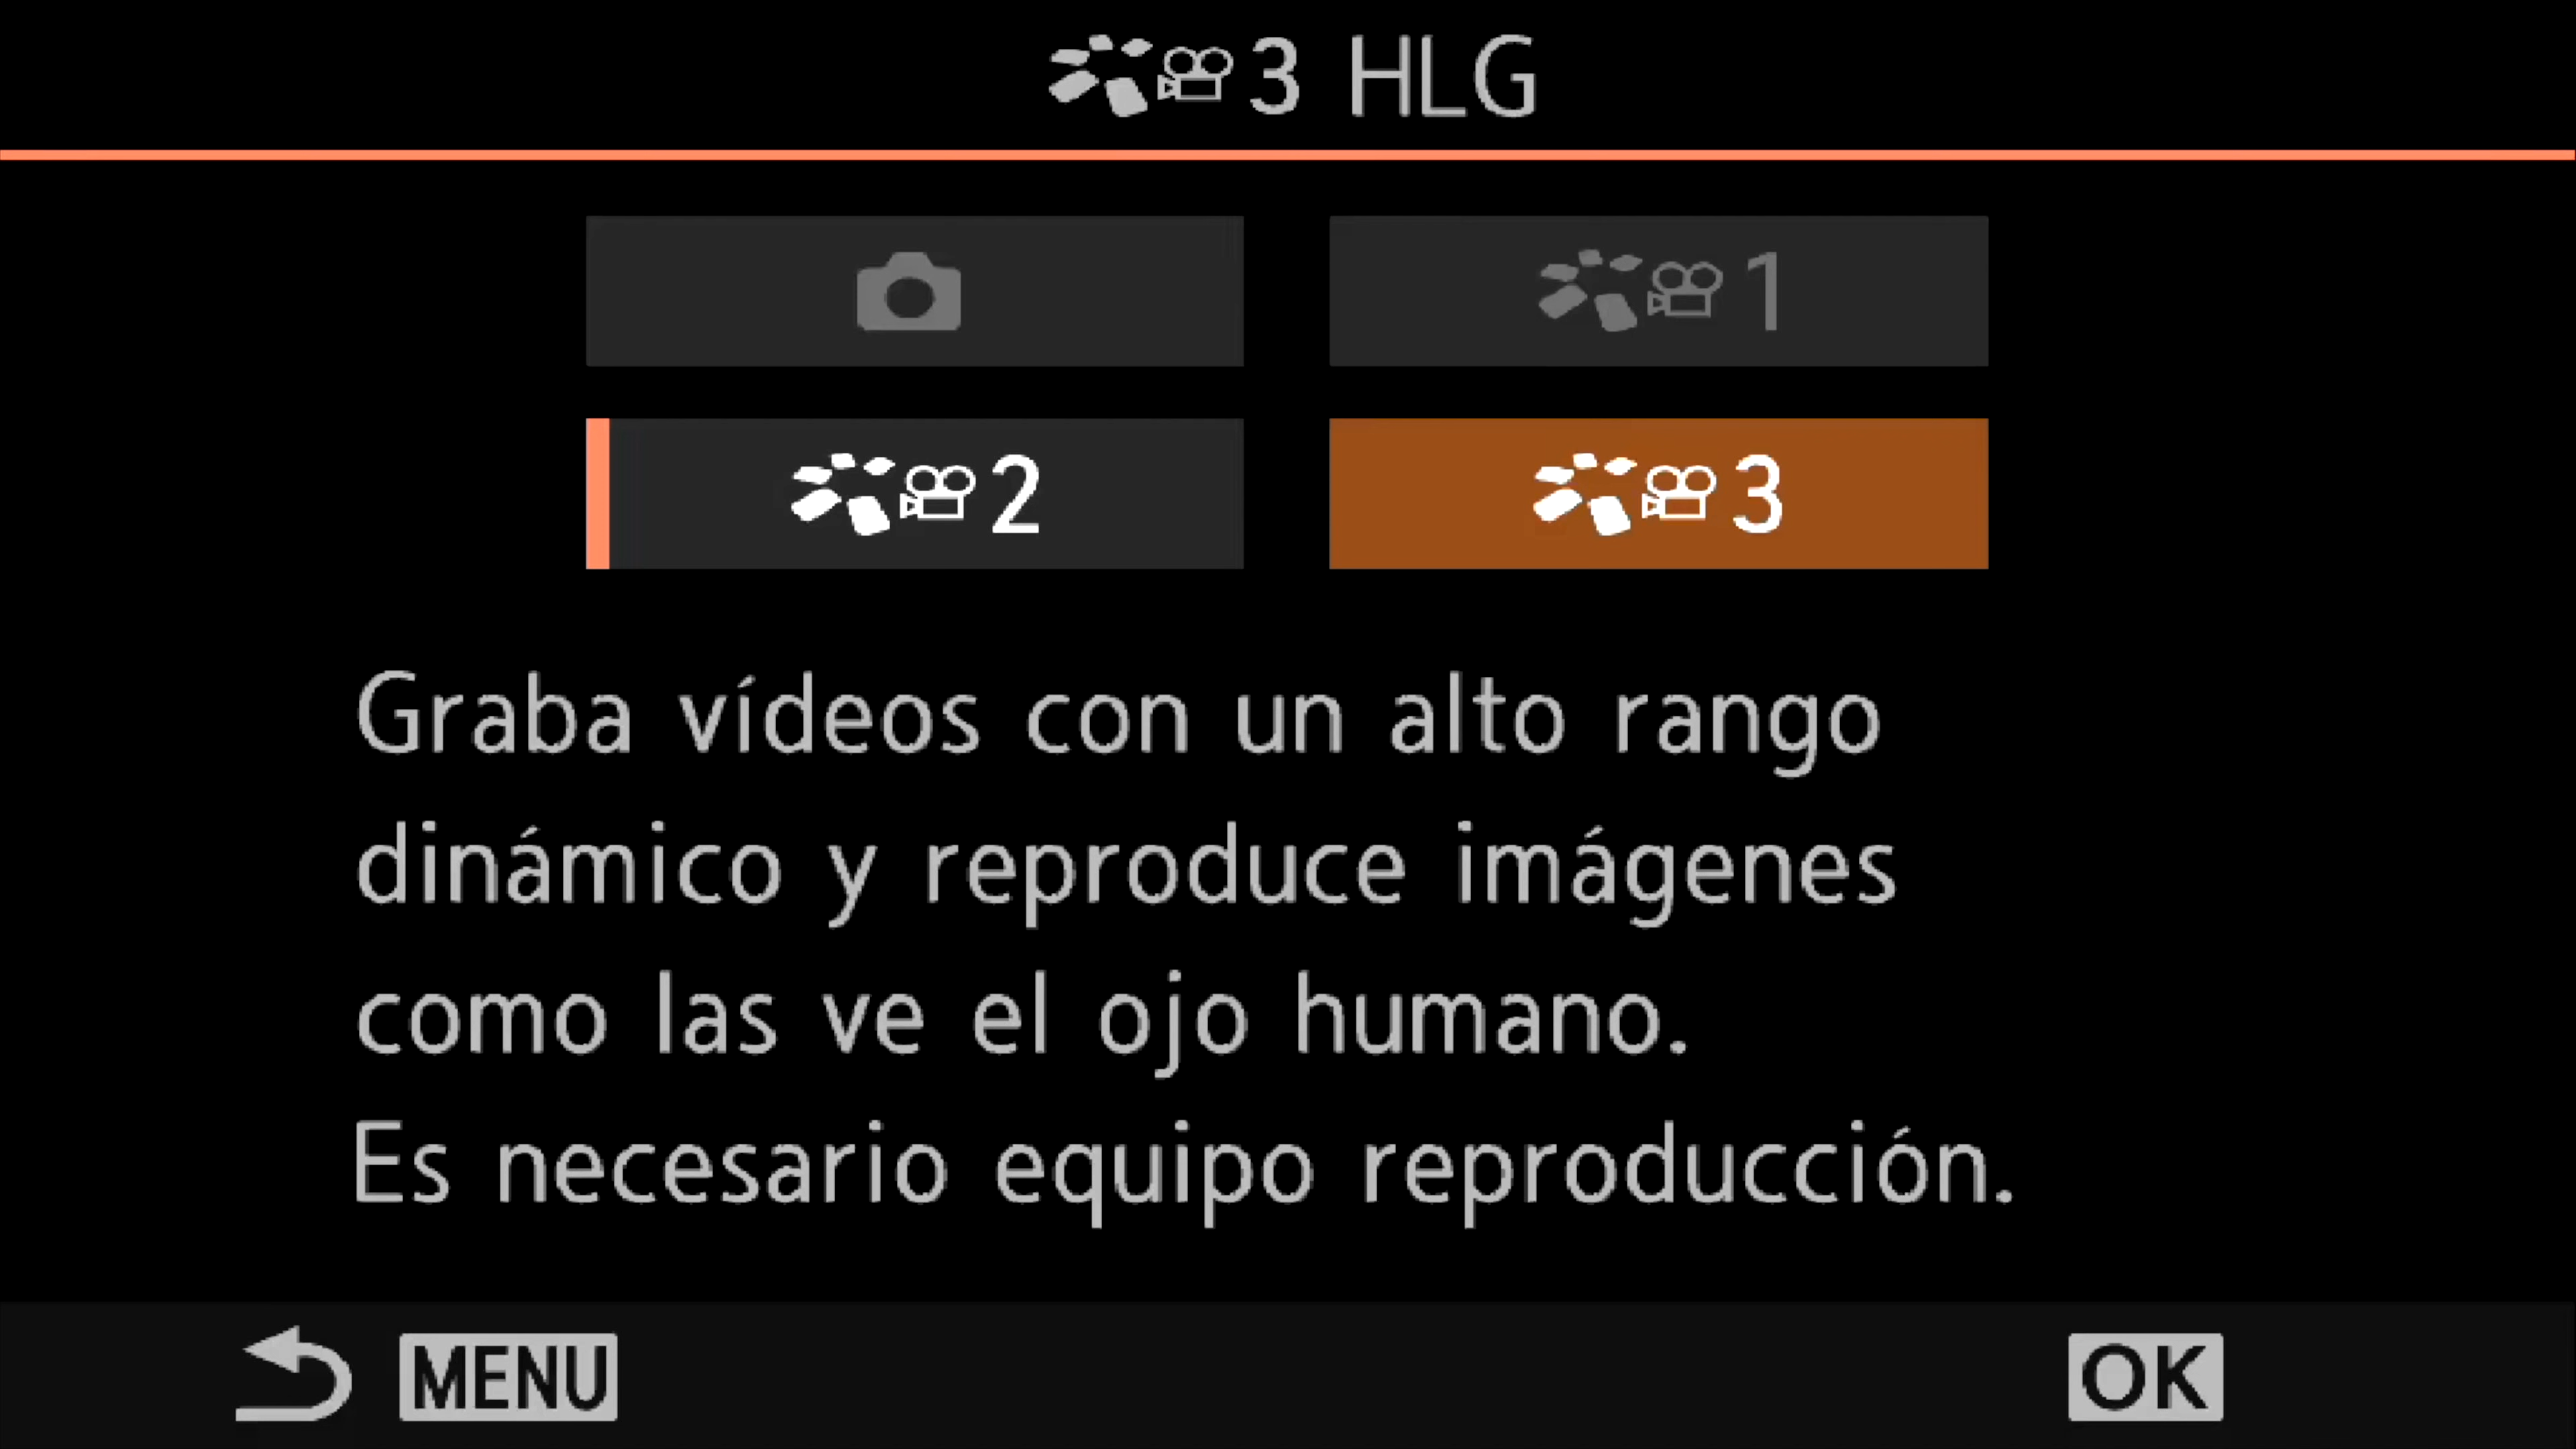 3 HLG
1
2
3
Graba vídeos con un alto rango
dinámico y reproduce imágenes
como las ve el ojo humano.
Es necesario equipo reproducción.
MENU OK